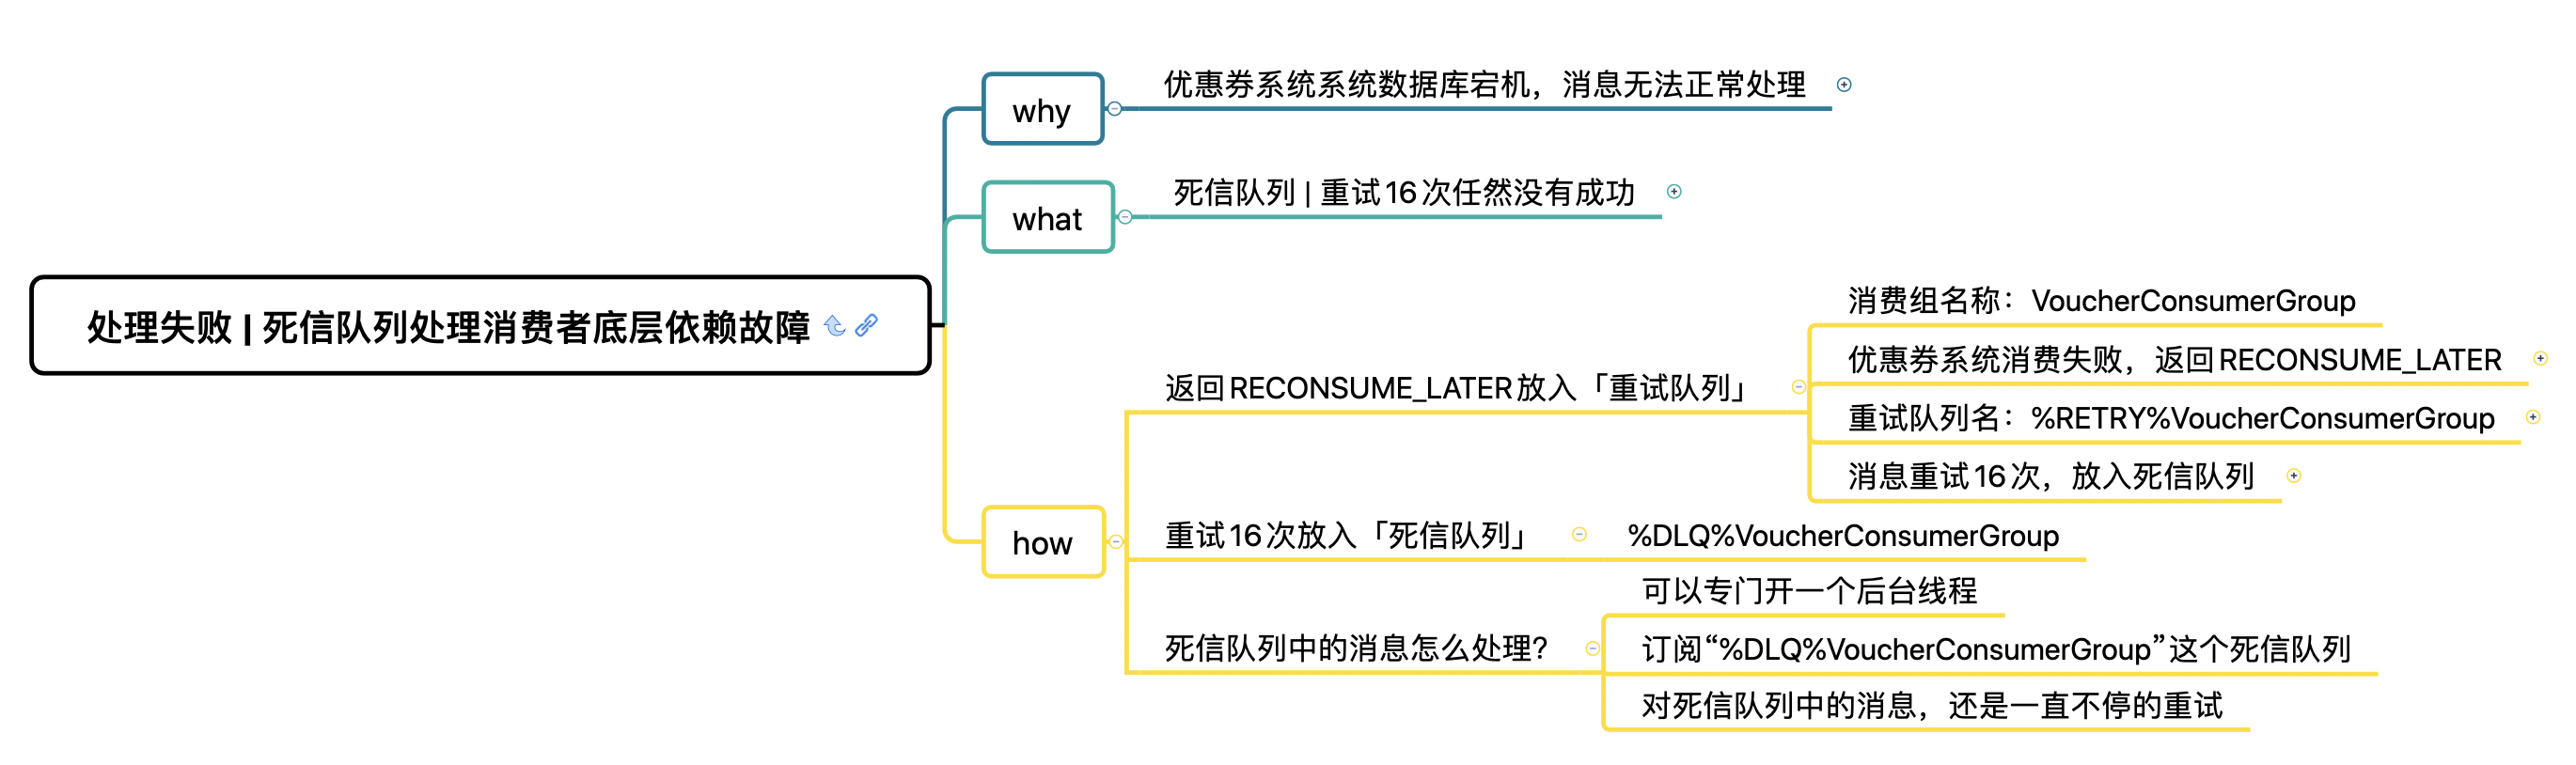 处理失败 | 死信队列处理消费者底层依赖故障
why
优惠券系统系统数据库宕机，消息无法正常处理
what
死信队列 | 重试16次任然没有成功
how
返回RECONSUME_LATER放入「重试队列」
消费组名称：VoucherConsumerGroup
优惠券系统消费失败，返回RECONSUME_LATER
重试队列名：%RETRY%VoucherConsumerGroup
消息重试16次，放入死信队列
重试16次放入「死信队列」
%DLQ%VoucherConsumerGroup
死信队列中的消息怎么处理？
可以专门开一个后台线程
订阅“%DLQ%VoucherConsumerGroup”这个死信队列
对死信队列中的消息，还是一直不停的重试